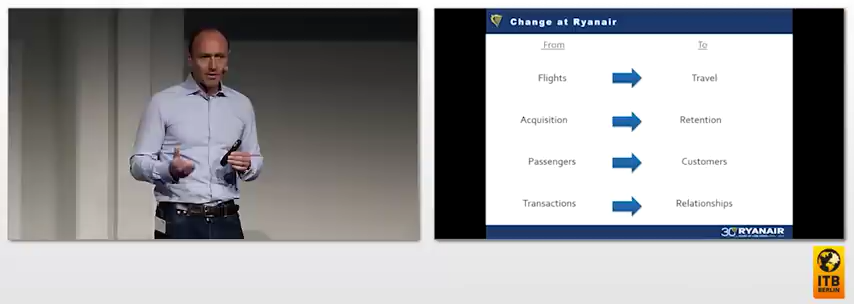 Change at Ryanair
From To
Flights Travel
Acquisition Retention
Passengers Customers
Transactions Relationships
30 RYANAIR
ITB
BERLIN